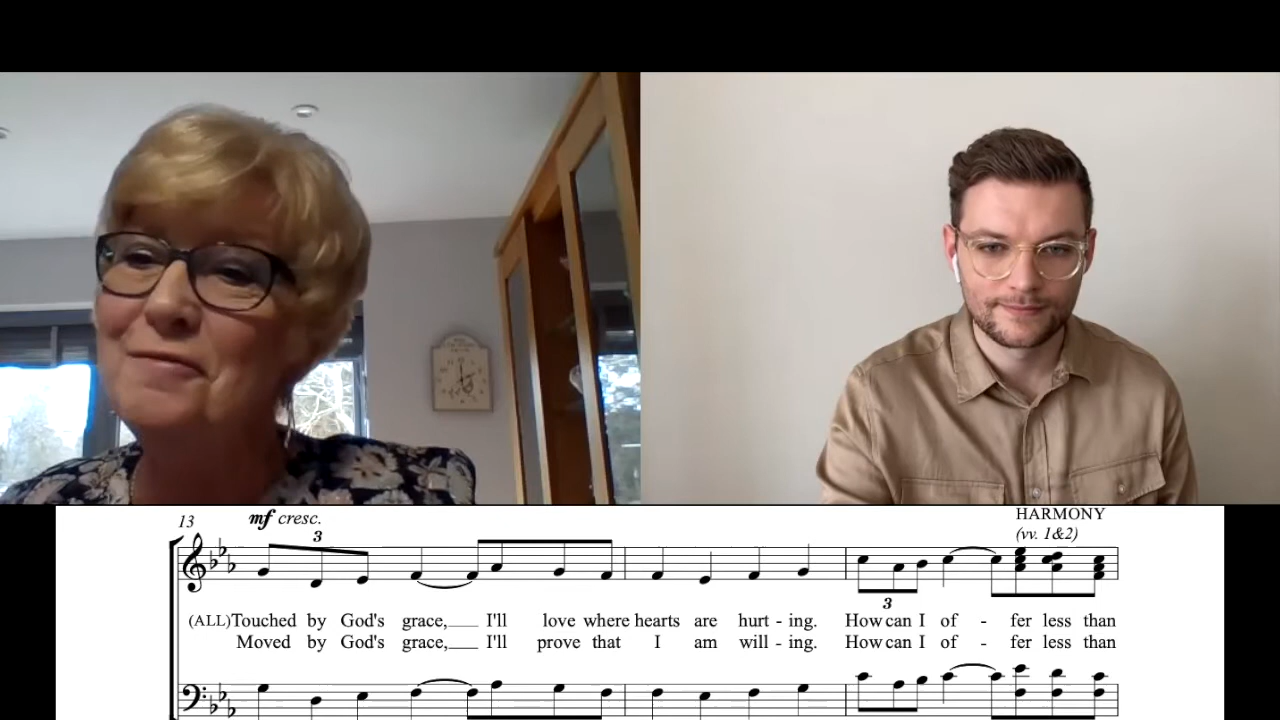 13 mf cresc. HARMONY
3 (vv. 1&2)
(ALL)Touched by God's grace,___ I'll love where hearts are hurt - ing. How can I of - fer less than
Moved by God's grace,___ I'll prove that I am will - ing. How can I of - fer less than
3